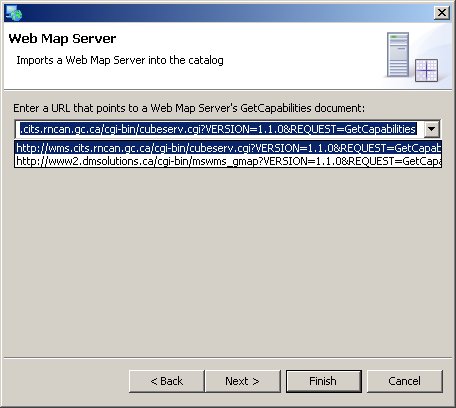 Web Map Server
Imports a Web Map Server into the catalog
Enter a URL that points to a Web Map Server's GetCapabilities document:
.cits.rncan.gc.ca/cgi-bin/cubeserv.cgi?VERSION=1.1.0&REQUEST=GetCapabilities
http://wms.cits.rncan.gc.ca/cgi-bin/cubeserv.cgi?VERSION=1.1.0&REQUEST=GetCapab
http://www2.dmsolutions.ca/cgi-bin/mswms_gmap?VERSION=1.1.0&REQUEST=GetCapa
< Back
Next >
Finish
Cancel